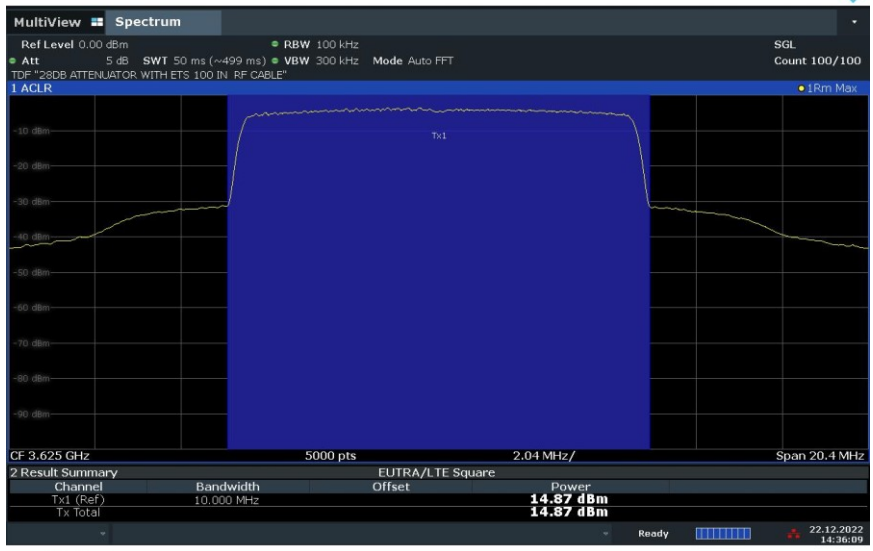 MultiView Spectrum
Ref Level 0.00 dBm RBW 100 kHz SGL
Att 5 dB SWT 50 ms (~499 ms) VBW 300 kHz Mode Auto FFT Count 100/100
TDF "28DB ATTENUATOR WITH ETS 100 IN RF CABLE"
1 ACLR 1Rm Max
-10 dBm
Tx1
-20 dBm
-30 dBm
-40 dBm
-50 dBm
-60 dBm
-70 dBm
-80 dBm
-90 dBm
CF 3.625 GHz 5000 pts 2.04 MHz/ Span 20.4 MHz
2 Result Summary EUTRA/LTE Square
Channel Bandwidth Offset Power
Tx1 (Ref) 10.000 MHz 14.87 dBm
Tx Total 14.87 dBm
Ready 22.12.2022
14:36:09